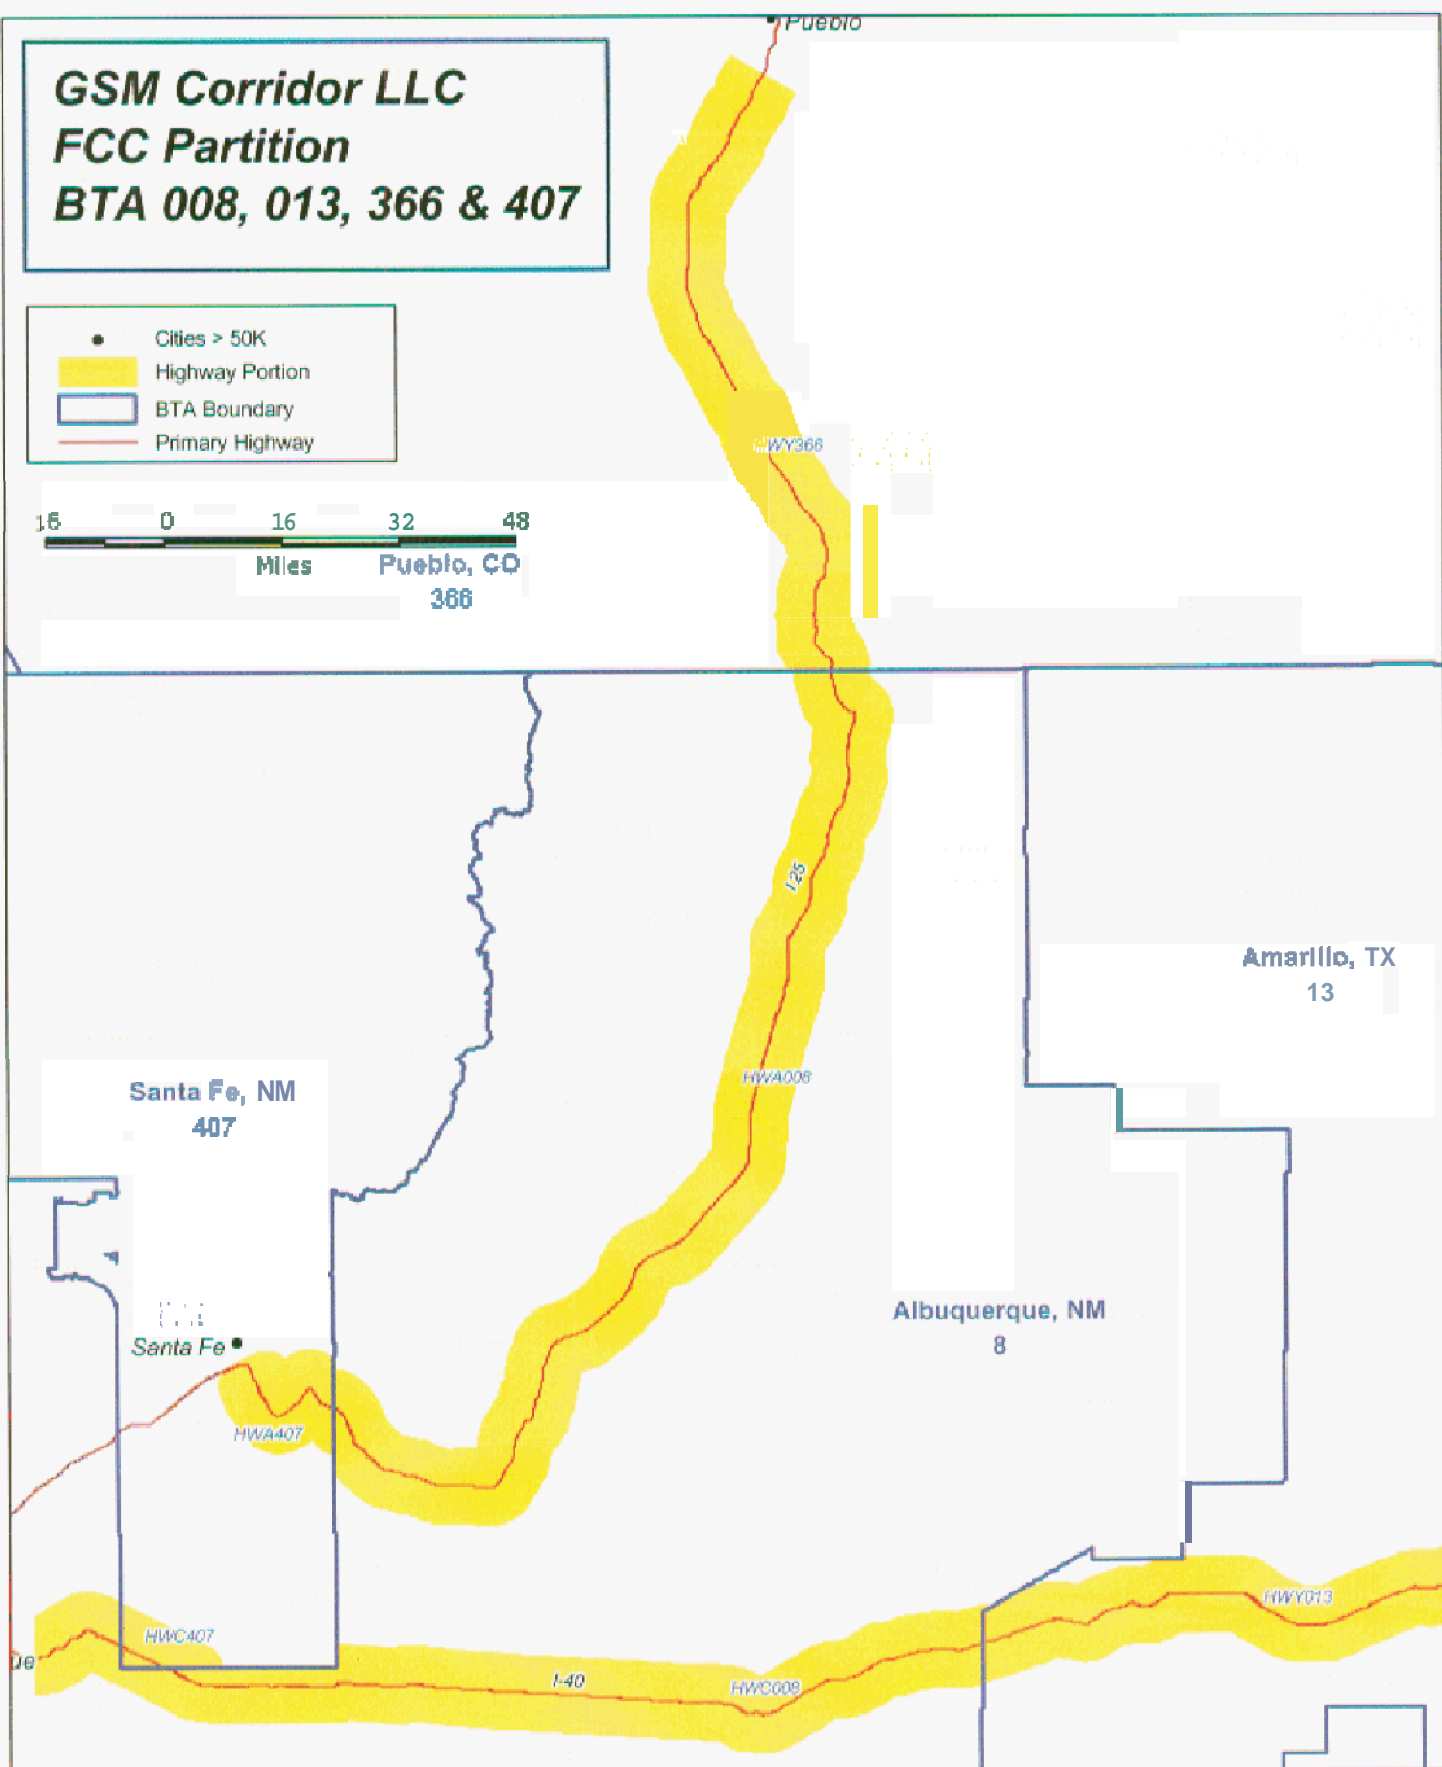 Pueblo
GSM Corridor LLC
FCC Partition
BTA 008, 013, 366 & 407
Cities > 50K
Highway Portion
BTA Boundary
Primary Highway
WY366
16 0 16 32 48
Miles
Pueblo, CO
366
I-25
Amarillo, TX
13
HWA008
Santa Fe, NM
407
Albuquerque, NM
8
Santa Fe
HWA407
HWY013
HWC407
ue
I-40
HWC008